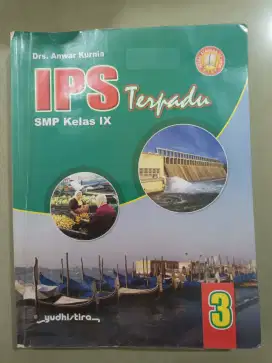 Drs. Anwar Kurnia
IPS Terpadu
SMP Kelas IX
yudhistira
3